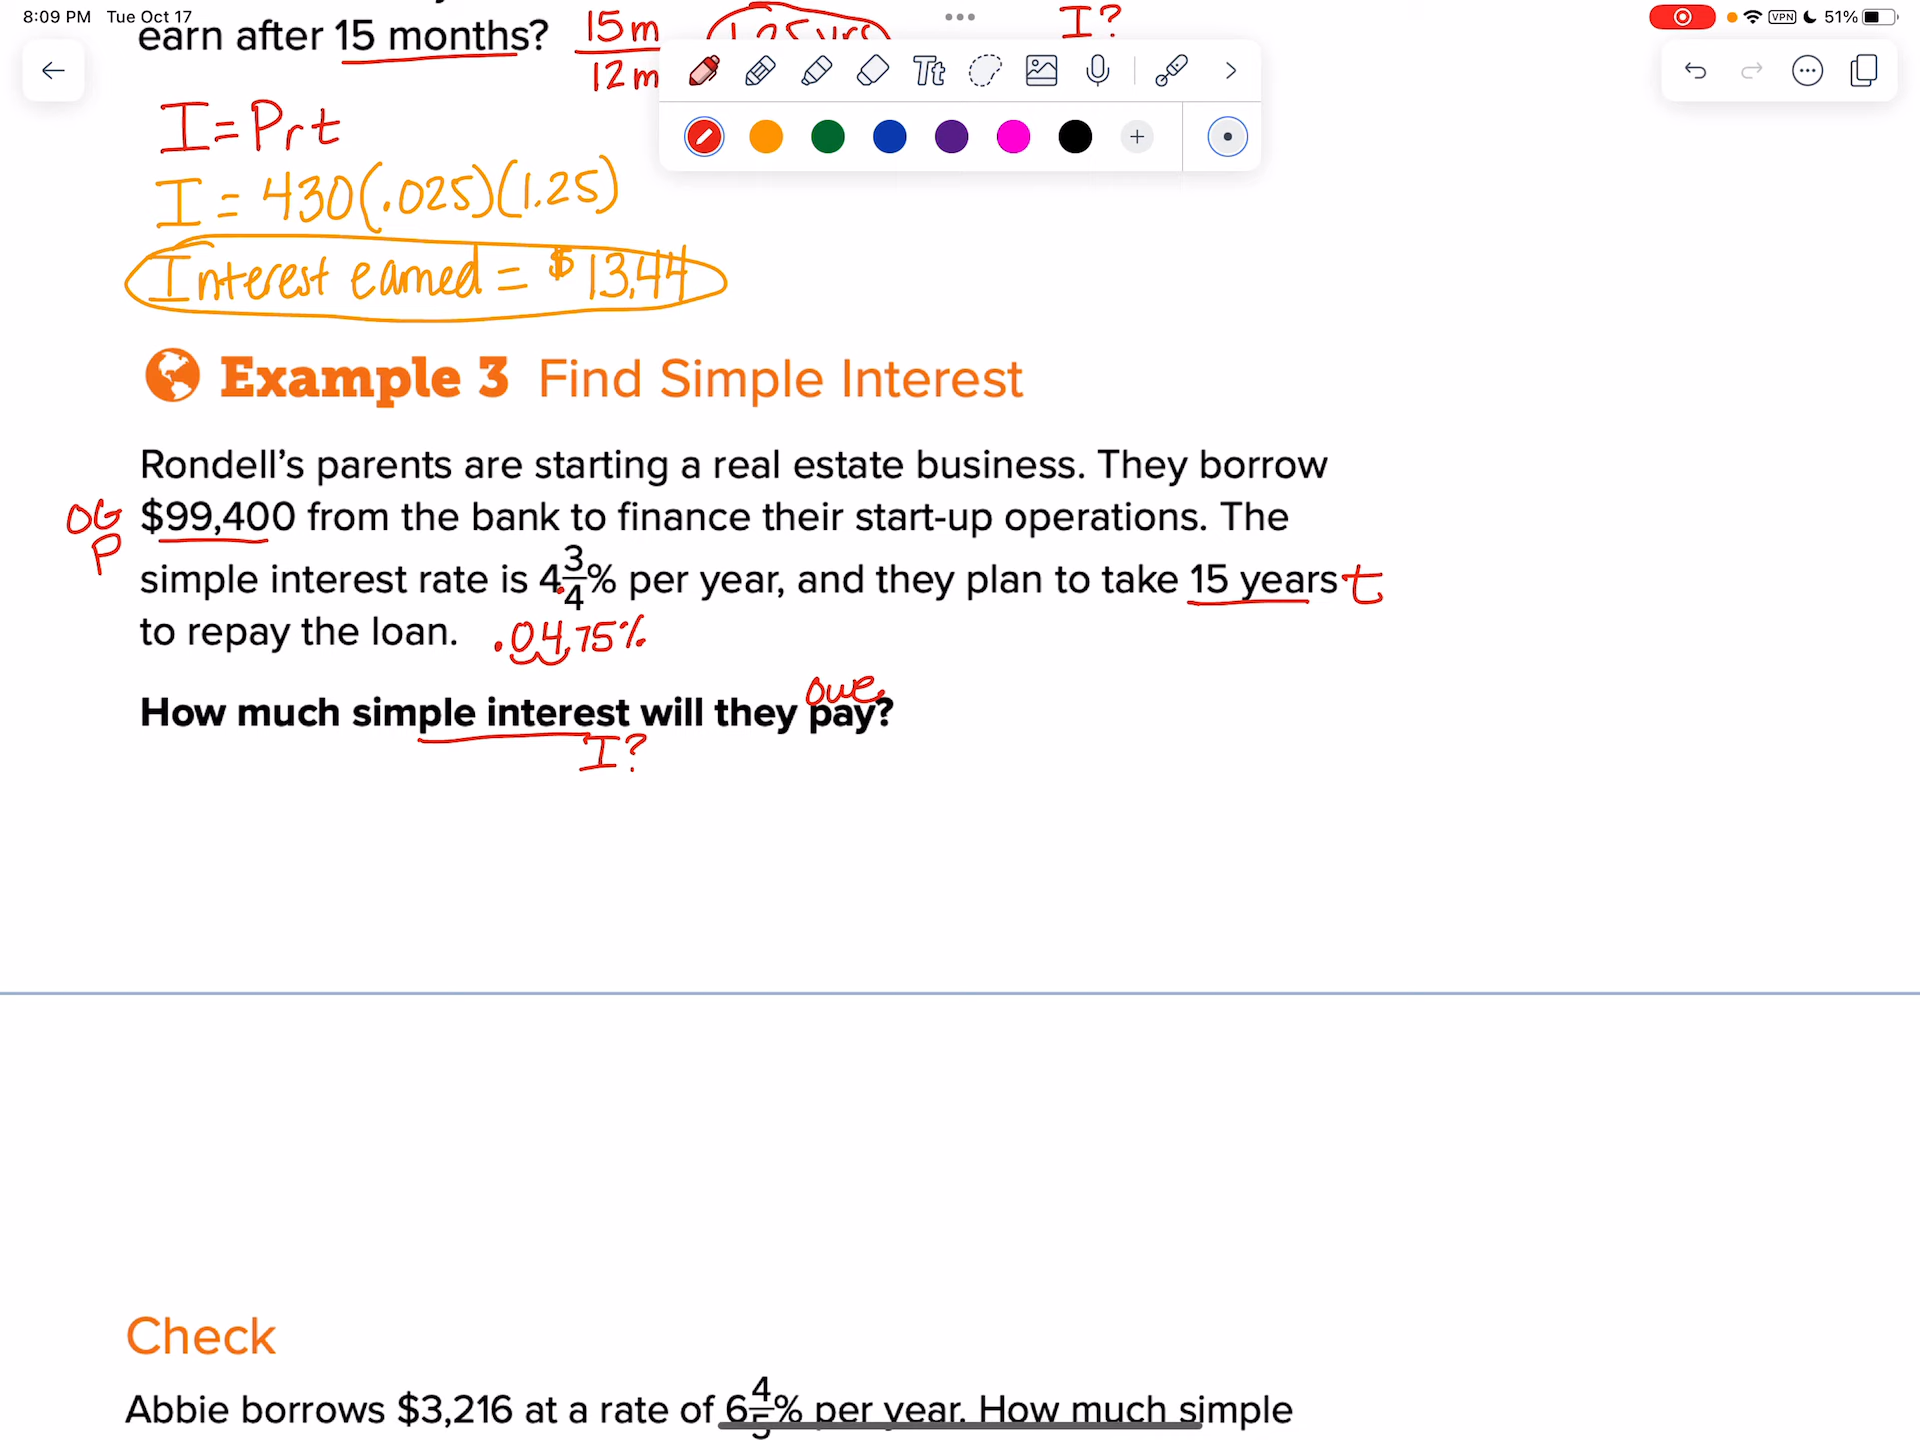 8:09 PM Tue Oct 17
VPN 51%
earn after 15 months? 15m I?
12m
Tt
I=Prt
I = 430(.025)(1.25)
Interest earned = $13.44
Example 3 Find Simple Interest
Rondell's parents are starting a real estate business. They borrow
OG $99,400 from the bank to finance their start-up operations. The
P
simple interest rate is 4 3/4% per year, and they plan to take 15 years t
to repay the loan. .04.75%
owe
How much simple interest will they pay?
I?
Check
Abbie borrows $3,216 at a rate of 6 4/5% per year. How much simple